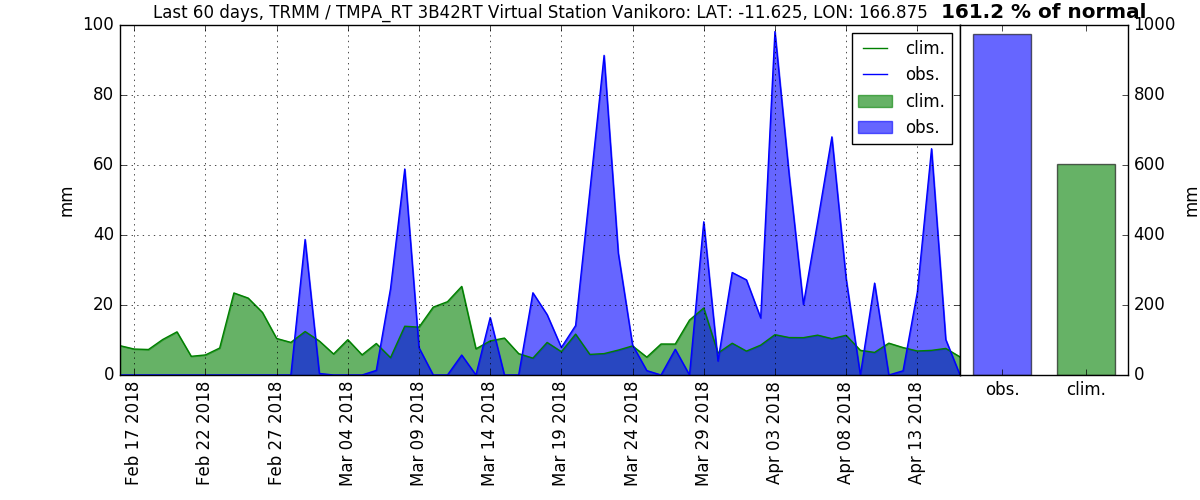 Last 60 days, TRMM / TMPA_RT 3B42RT Virtual Station Vanikoro: LAT: -11.625, LON: 166.875 161.2 % of normal
mm
100
80
60
40
20
0
clim.
obs.
clim.
obs.
Feb 17 2018
Feb 22 2018
Feb 27 2018
Mar 04 2018
Mar 09 2018
Mar 14 2018
Mar 19 2018
Mar 24 2018
Mar 29 2018
Apr 03 2018
Apr 08 2018
Apr 13 2018
1000
800
600
400
200
0
mm
obs. clim.